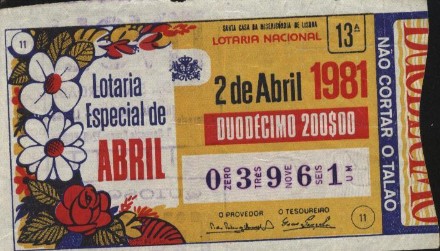 11
SANTA CASA DA MISERICÓRDIA DE LISBOA
LOTARIA NACIONAL
13ª
Lotaria
Especial de
ABRIL
2 de Abril 1981
DUODÉCIMO 200$00
0 3 9 6 1
ZERO TRÊS NOVE SEIS UM
O PROVEDOR O TESOUREIRO
11
NÃO CORTAR O TALÃO